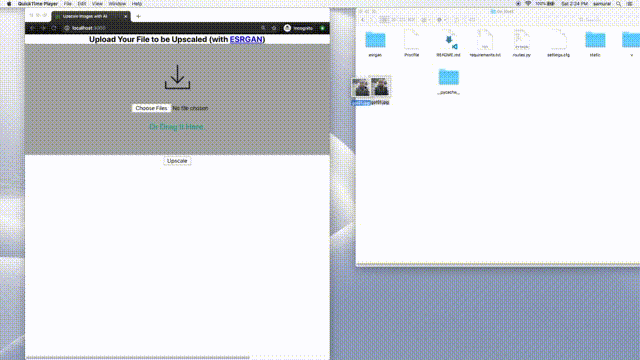 QuickTime Player File Edit View Window Help
100% Sat 2:24 PM samurai
Upscale Images with AI
localhost:5000
Incognito
Upload Your File to be Upscaled (with ESRGAN)
Choose Files No file chosen
Or Drag It Here
Upscale
esrgan
Procfile
README.md
requirements.txt
routes.py
settings.cfg
static
__pycache__